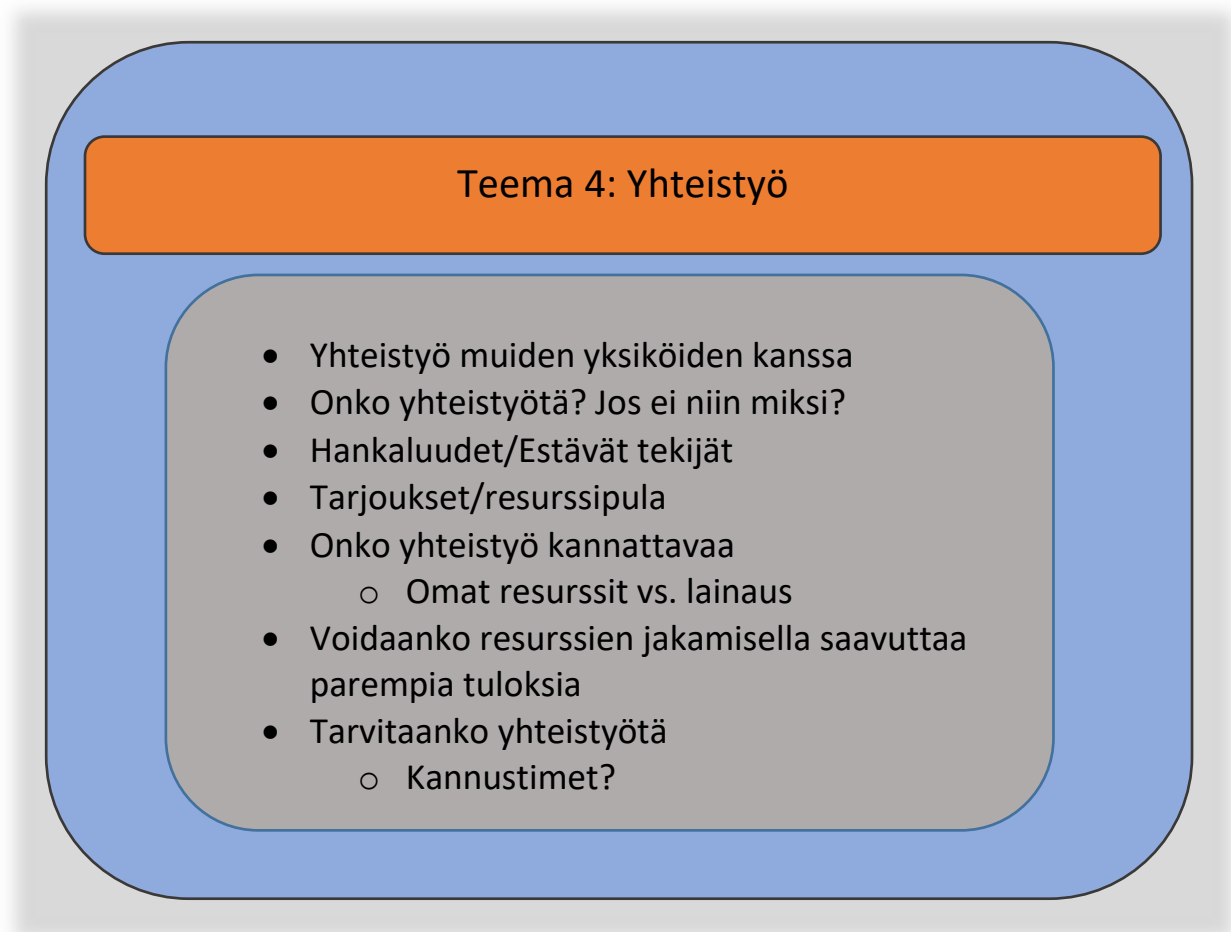 Teema 4: Yhteistyö
• Yhteistyö muiden yksiköiden kanssa
• Onko yhteistyötä? Jos ei niin miksi?
• Hankaluudet/Estävät tekijät
• Tarjoukset/resurssipula
• Onko yhteistyö kannattavaa
o Omat resurssit vs. lainaus
• Voidaanko resurssien jakamisella saavuttaa
parempia tuloksia
• Tarvitaanko yhteistyötä
o Kannustimet?